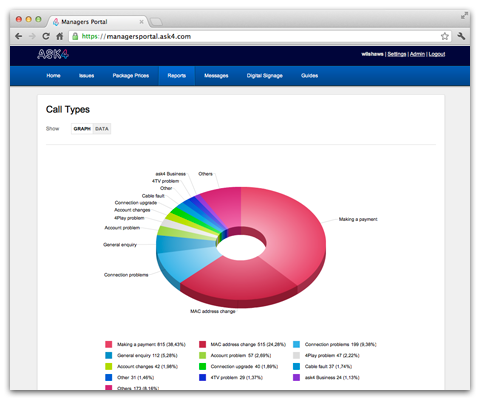 Managers Portal
https://managersportal.ask4.com
ASK4
wilshaws | Settings | Admin | Logout
Home Issues Package Prices Reports Messages Digital Signage Guides
Call Types
Show GRAPH DATA
ask4 Business
Others
4TV problem
Other
Cable fault
Connection upgrade
Account changes
4Play problem
Account problem
General enquiry
Connection problems
Making a payment
MAC address change
Making a payment 815 (38,43%) MAC address change 515 (24,28%) Connection problems 199 (9,38%)
General enquiry 112 (5,28%) Account problem 57 (2,69%) 4Play problem 47 (2,22%)
Account changes 42 (1,98%) Connection upgrade 40 (1,89%) Cable fault 37 (1,74%)
Other 31 (1,46%) 4TV problem 29 (1,37%) ask4 Business 24 (1,13%)
Others 173 (8,16%)